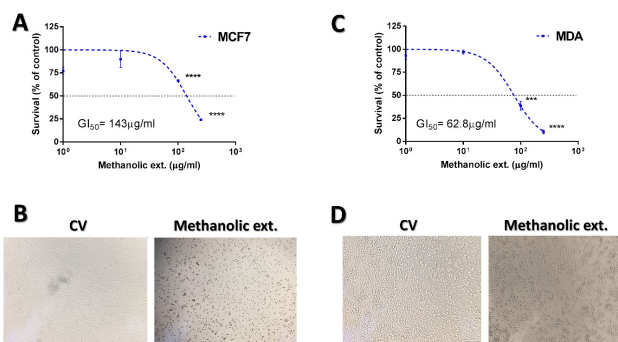 A
MCF7
Survival (% of control)
125
100
75
50
25
0
****
****
GI50= 143μg/ml
10^0
10^1
10^2
10^3
Methanolic ext. (μg/ml)
C
MDA
Survival (% of control)
125
100
75
50
25
0
***
****
GI50= 62.8μg/ml
10^0
10^1
10^2
10^3
Methanolic ext. (μg/ml)
B
CV
Methanolic ext.
D
CV
Methanolic ext.